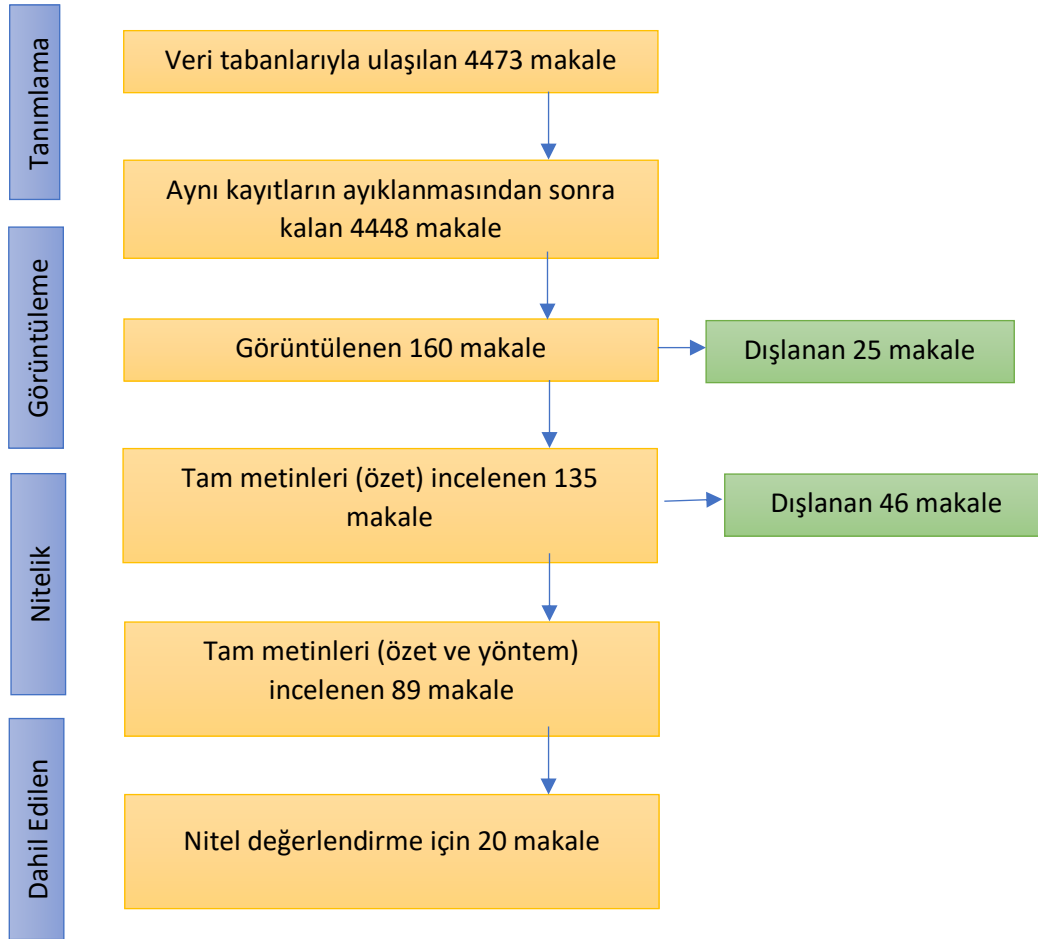 Tanımlama
Veri tabanlarıyla ulaşılan 4473 makale
Aynı kayıtların ayıklanmasından sonra
kalan 4448 makale
Görüntüleme
Görüntülenen 160 makale
Dışlanan 25 makale
Tam metinleri (özet) incelenen 135
makale
Dışlanan 46 makale
Nitelik
Tam metinleri (özet ve yöntem)
incelenen 89 makale
Dahil Edilen
Nitel değerlendirme için 20 makale